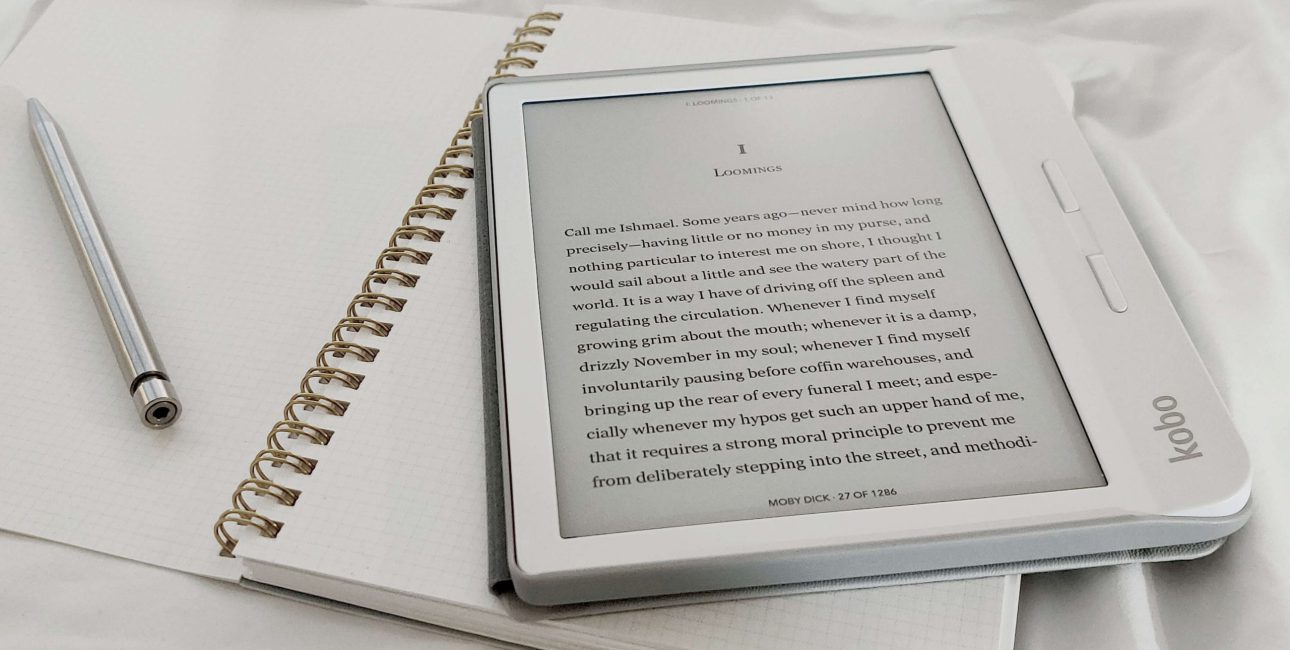 1. LOOMINGS · 1 OF 13
I
LOOMINGS
Call me Ishmael. Some years ago—never mind how long
precisely—having little or no money in my purse, and
nothing particular to interest me on shore, I thought I
would sail about a little and see the watery part of the
world. It is a way I have of driving off the spleen and
regulating the circulation. Whenever I find myself
growing grim about the mouth; whenever it is a damp,
drizzly November in my soul; whenever I find myself
involuntarily pausing before coffin warehouses, and
bringing up the rear of every funeral I meet; and espe-
cially whenever my hypos get such an upper hand of me,
that it requires a strong moral principle to prevent me
from deliberately stepping into the street, and methodi-
MOBY DICK · 27 OF 1286
kobo